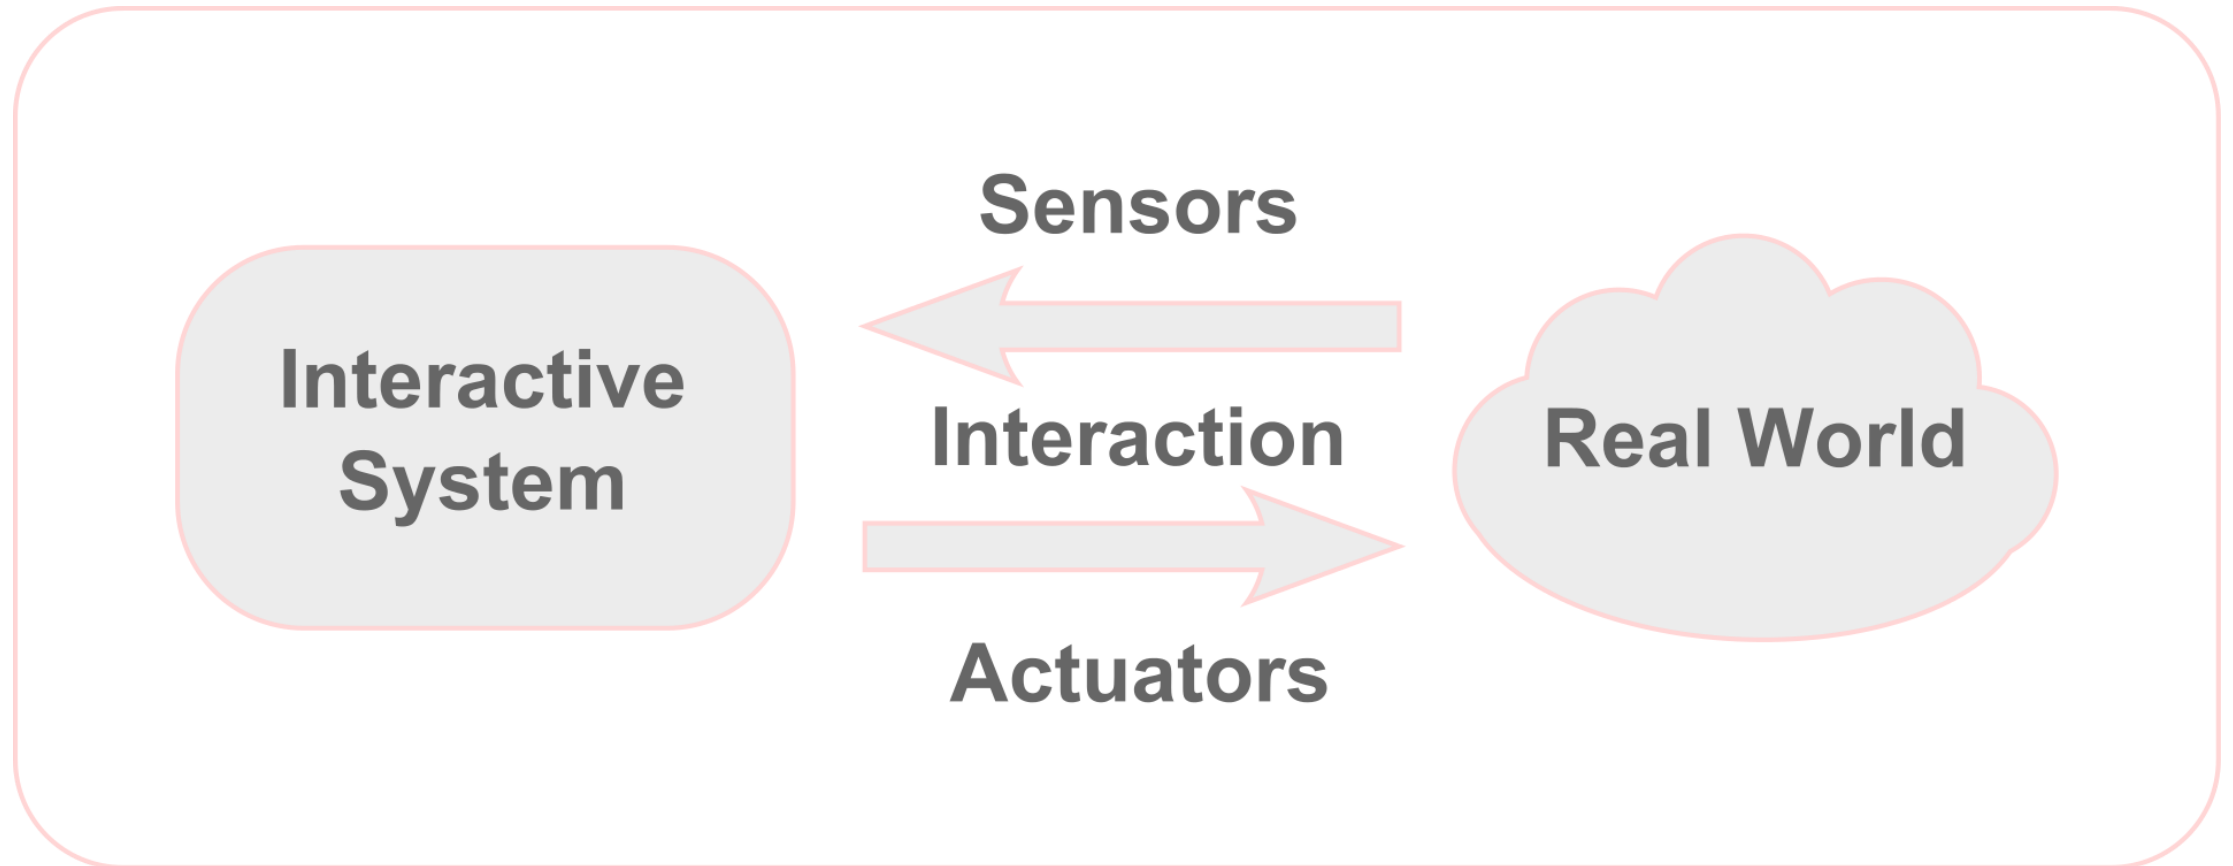 Sensors
Interactive
System
Interaction
Real World
Actuators